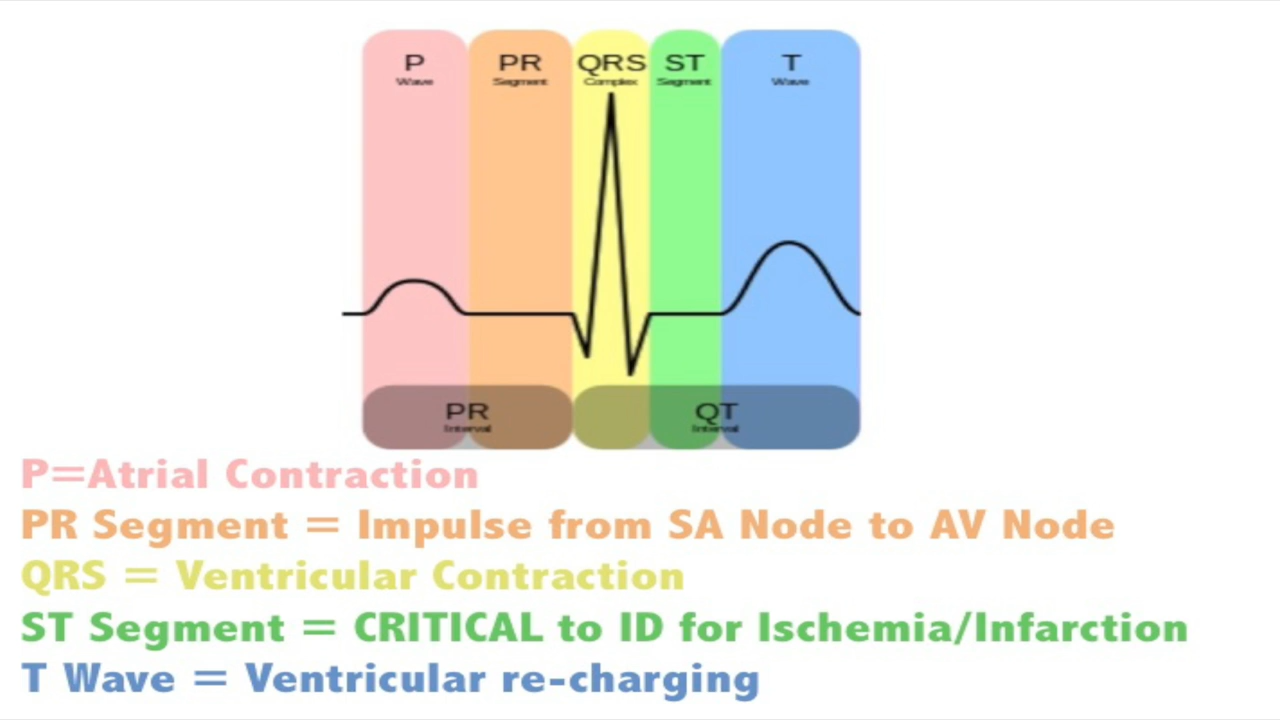 P PR QRS ST T
Wave Segment Complex Segment Wave
PR QT
Interval Interval
P=Atrial Contraction
PR Segment = Impulse from SA Node to AV Node
QRS = Ventricular Contraction
ST Segment = CRITICAL to ID for Ischemia/Infarction
T Wave = Ventricular re-charging